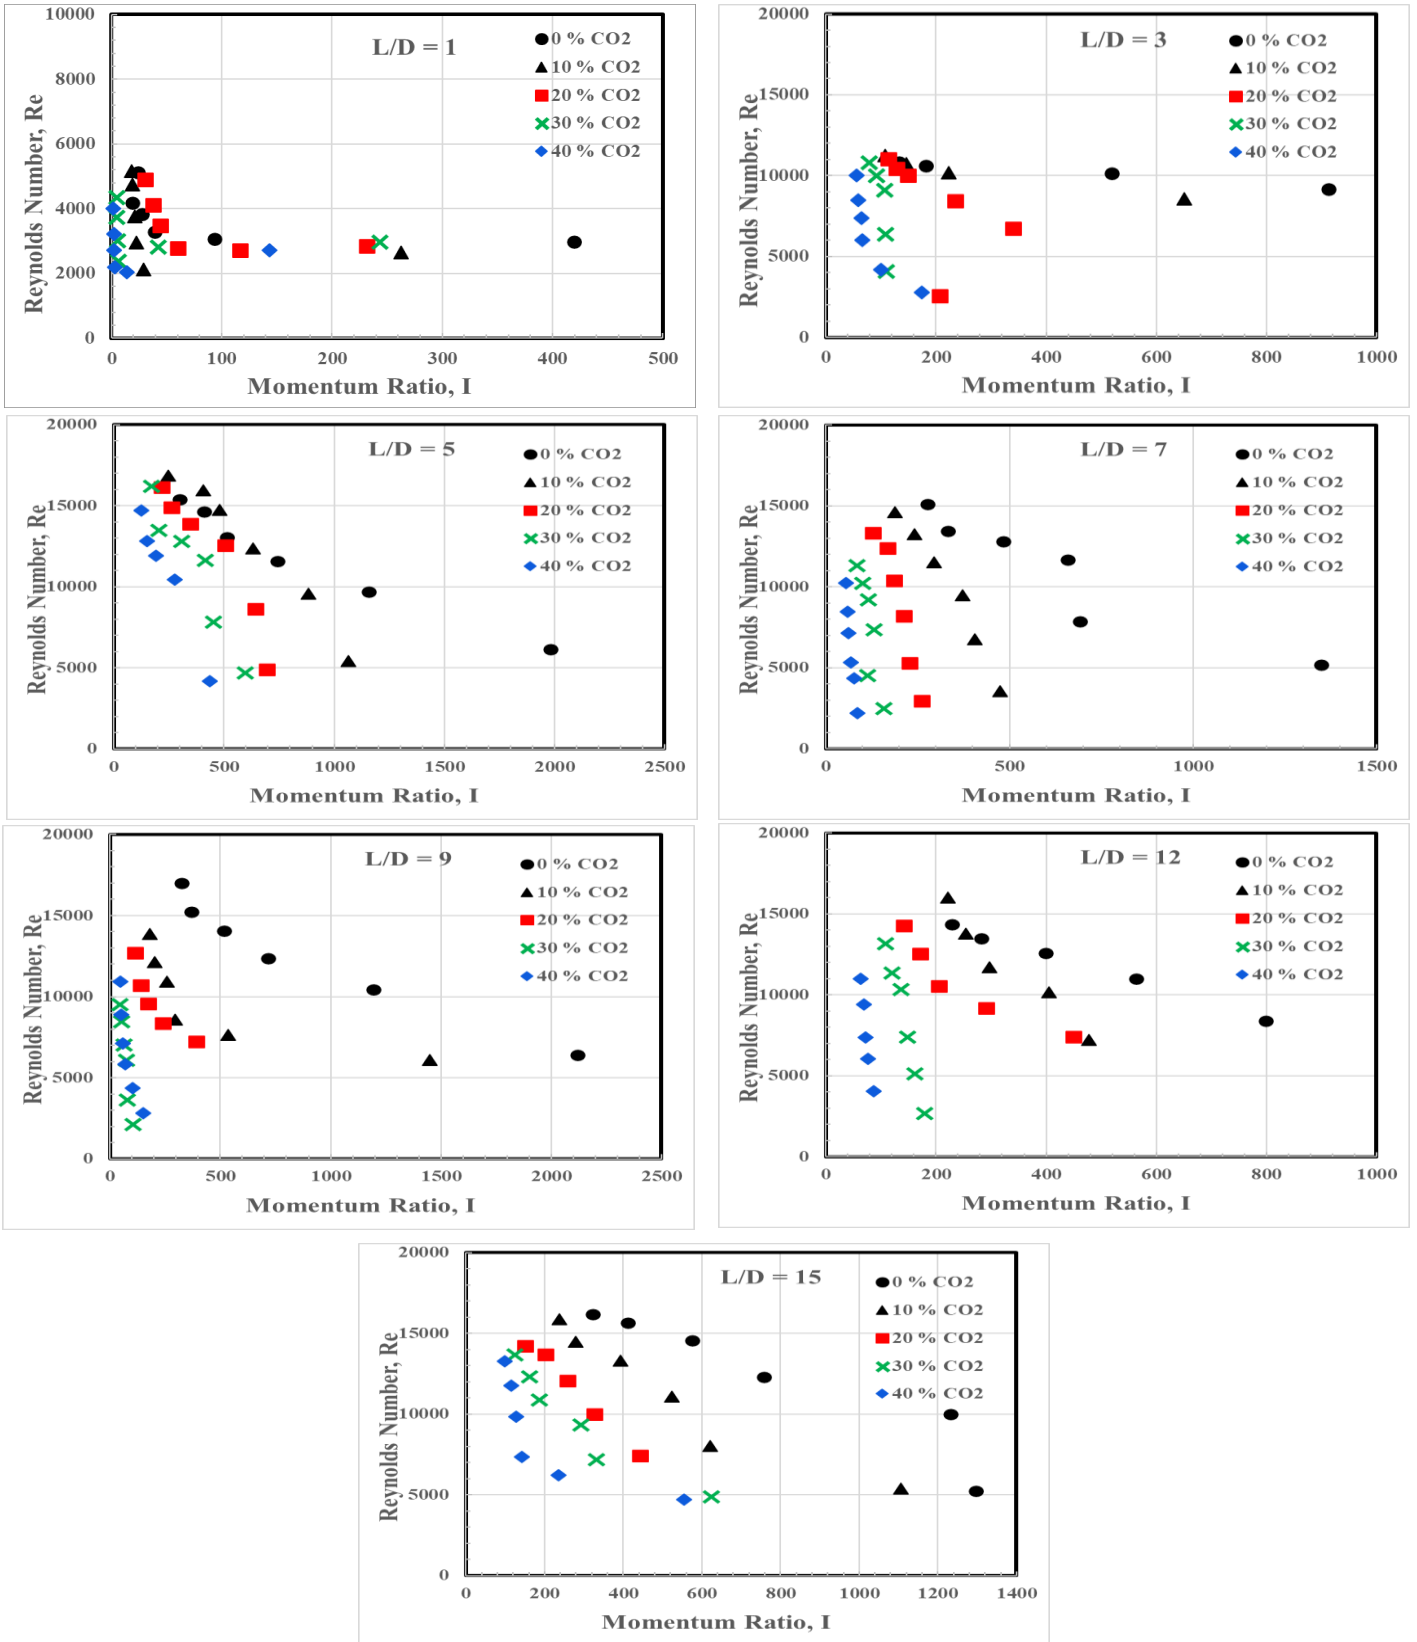 L/D = 1
0 % CO2
10 % CO2
20 % CO2
30 % CO2
40 % CO2
10000
8000
6000
4000
2000
0
Reynolds Number, Re
0 100 200 300 400 500
Momentum Ratio, I
L/D = 3
0 % CO2
10 % CO2
20 % CO2
30 % CO2
40 % CO2
20000
15000
10000
5000
0
Reynolds Number, Re
0 200 400 600 800 1000
Momentum Ratio, I
L/D = 5
0 % CO2
10 % CO2
20 % CO2
30 % CO2
40 % CO2
20000
15000
10000
5000
0
Reynolds Number, Re
0 500 1000 1500 2000 2500
Momentum Ratio, I
L/D = 7
0 % CO2
10 % CO2
20 % CO2
30 % CO2
40 % CO2
20000
15000
10000
5000
0
Reynolds Number, Re
0 500 1000 1500
Momentum Ratio, I
L/D = 9
0 % CO2
10 % CO2
20 % CO2
30 % CO2
40 % CO2
20000
15000
10000
5000
0
Reynolds Number, Re
0 500 1000 1500 2000 2500
Momentum Ratio, I
L/D = 12
0 % CO2
10 % CO2
20 % CO2
30 % CO2
40 % CO2
20000
15000
10000
5000
0
Reynolds Number, Re
0 200 400 600 800 1000
Momentum Ratio, I
L/D = 15
0 % CO2
10 % CO2
20 % CO2
30 % CO2
40 % CO2
20000
15000
10000
5000
0
Reynolds Number, Re
0 200 400 600 800 1000 1200 1400
Momentum Ratio, I